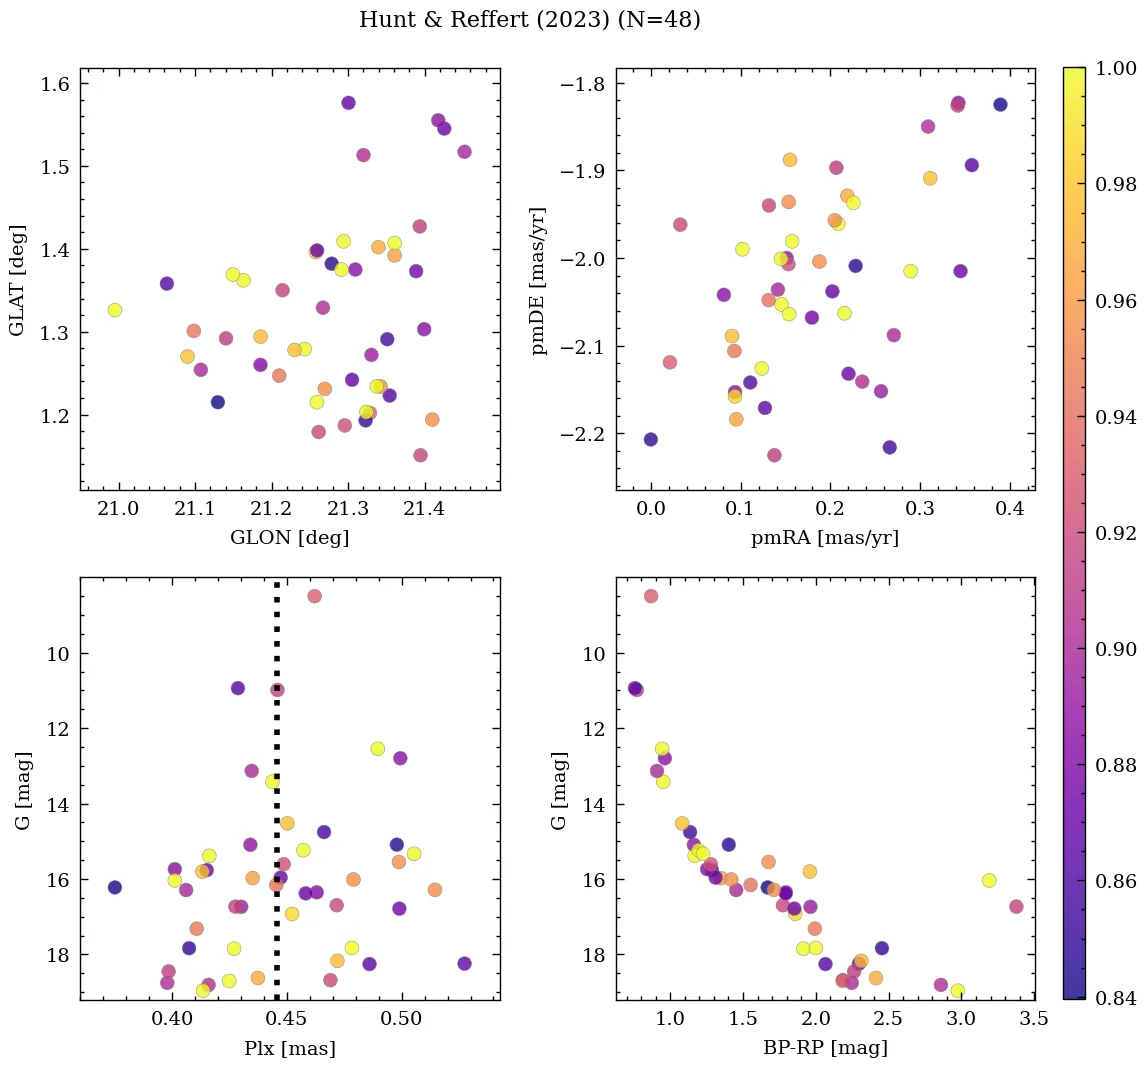 Hunt & Reffert (2023) (N=48)
1.6
1.5
1.4
1.3
1.2
GLAT [deg]
21.0 21.1 21.2 21.3 21.4
GLON [deg]
−1.8
−1.9
−2.0
−2.1
−2.2
pmDE [mas/yr]
0.0 0.1 0.2 0.3 0.4
pmRA [mas/yr]
10
12
14
16
18
G [mag]
0.40 0.45 0.50
Plx [mas]
10
12
14
16
18
G [mag]
1.0 1.5 2.0 2.5 3.0 3.5
BP-RP [mag]
1.00
0.98
0.96
0.94
0.92
0.90
0.88
0.86
0.84